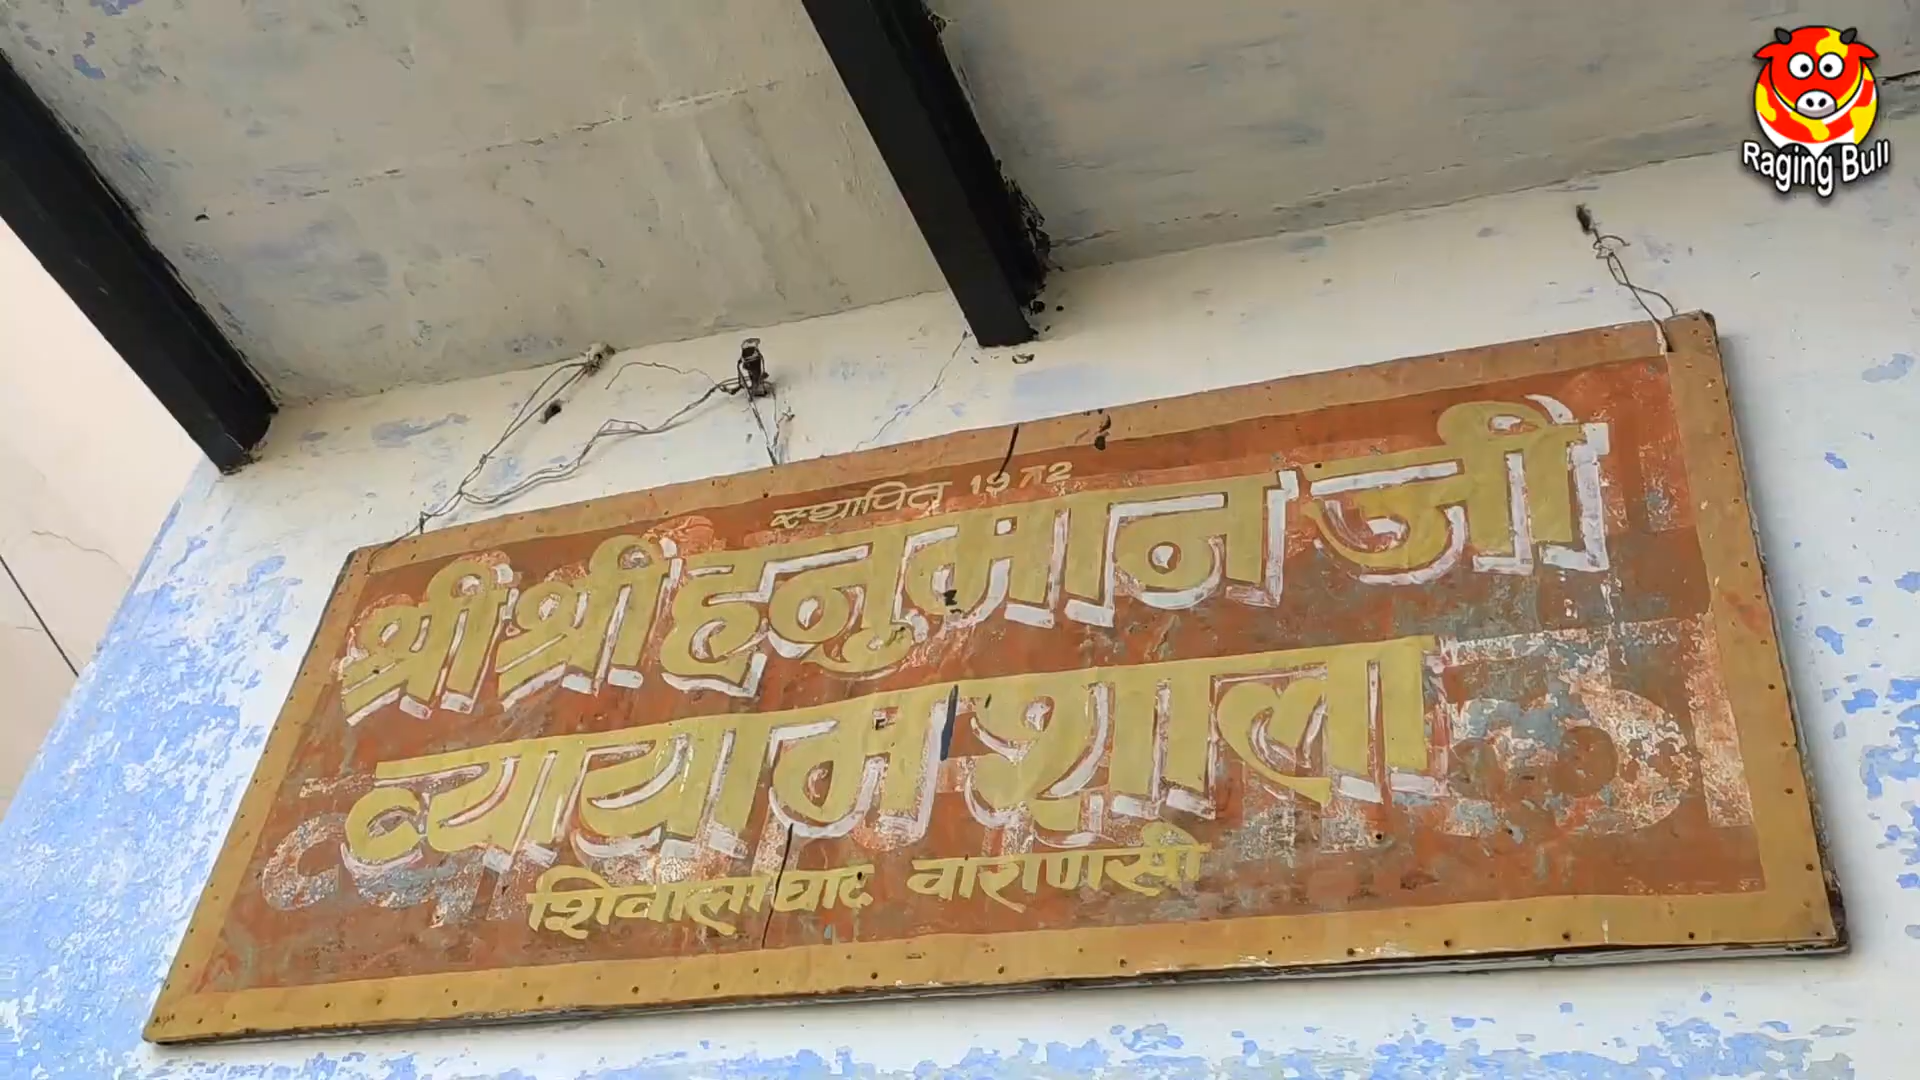 स्थापित 1972
श्री श्री हनुमान जी
व्यायामशाला
शिवाला घाट वाराणसी
Raging Bull